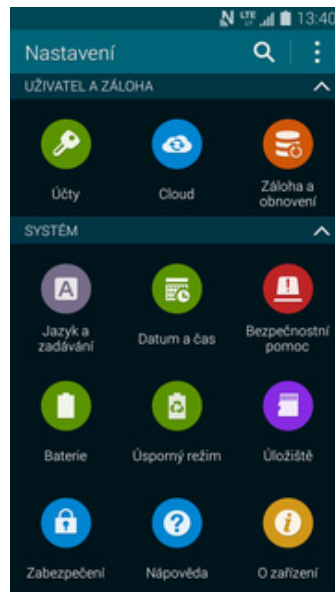 LTE 13:40
Nastavení
UŽIVATEL A ZÁLOHA
Účty
Cloud
Záloha a
obnovení
SYSTÉM
Jazyk a
zadávání
Datum a čas
Bezpečnostní
pomoc
Baterie
Úsporný režim
Úložiště
Zabezpečení
Nápověda
O zařízení